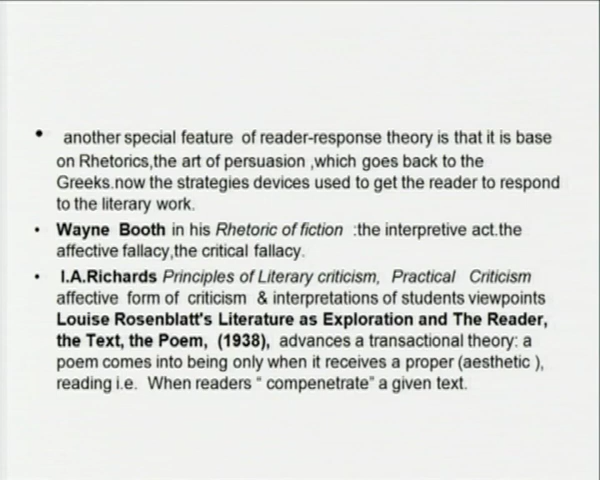 • another special feature of reader-response theory is that it is base
on Rhetorics,the art of persuasion ,which goes back to the
Greeks.now the strategies devices used to get the reader to respond
to the literary work.
• Wayne Booth in his Rhetoric of fiction :the interpretive act.the
affective fallacy,the critical fallacy.
• I.A.Richards Principles of Literary criticism, Practical Criticism
affective form of criticism & interpretations of students viewpoints
Louise Rosenblatt's Literature as Exploration and The Reader,
the Text, the Poem, (1938), advances a transactional theory: a
poem comes into being only when it receives a proper (aesthetic ),
reading i.e. When readers “ compenetrate” a given text.